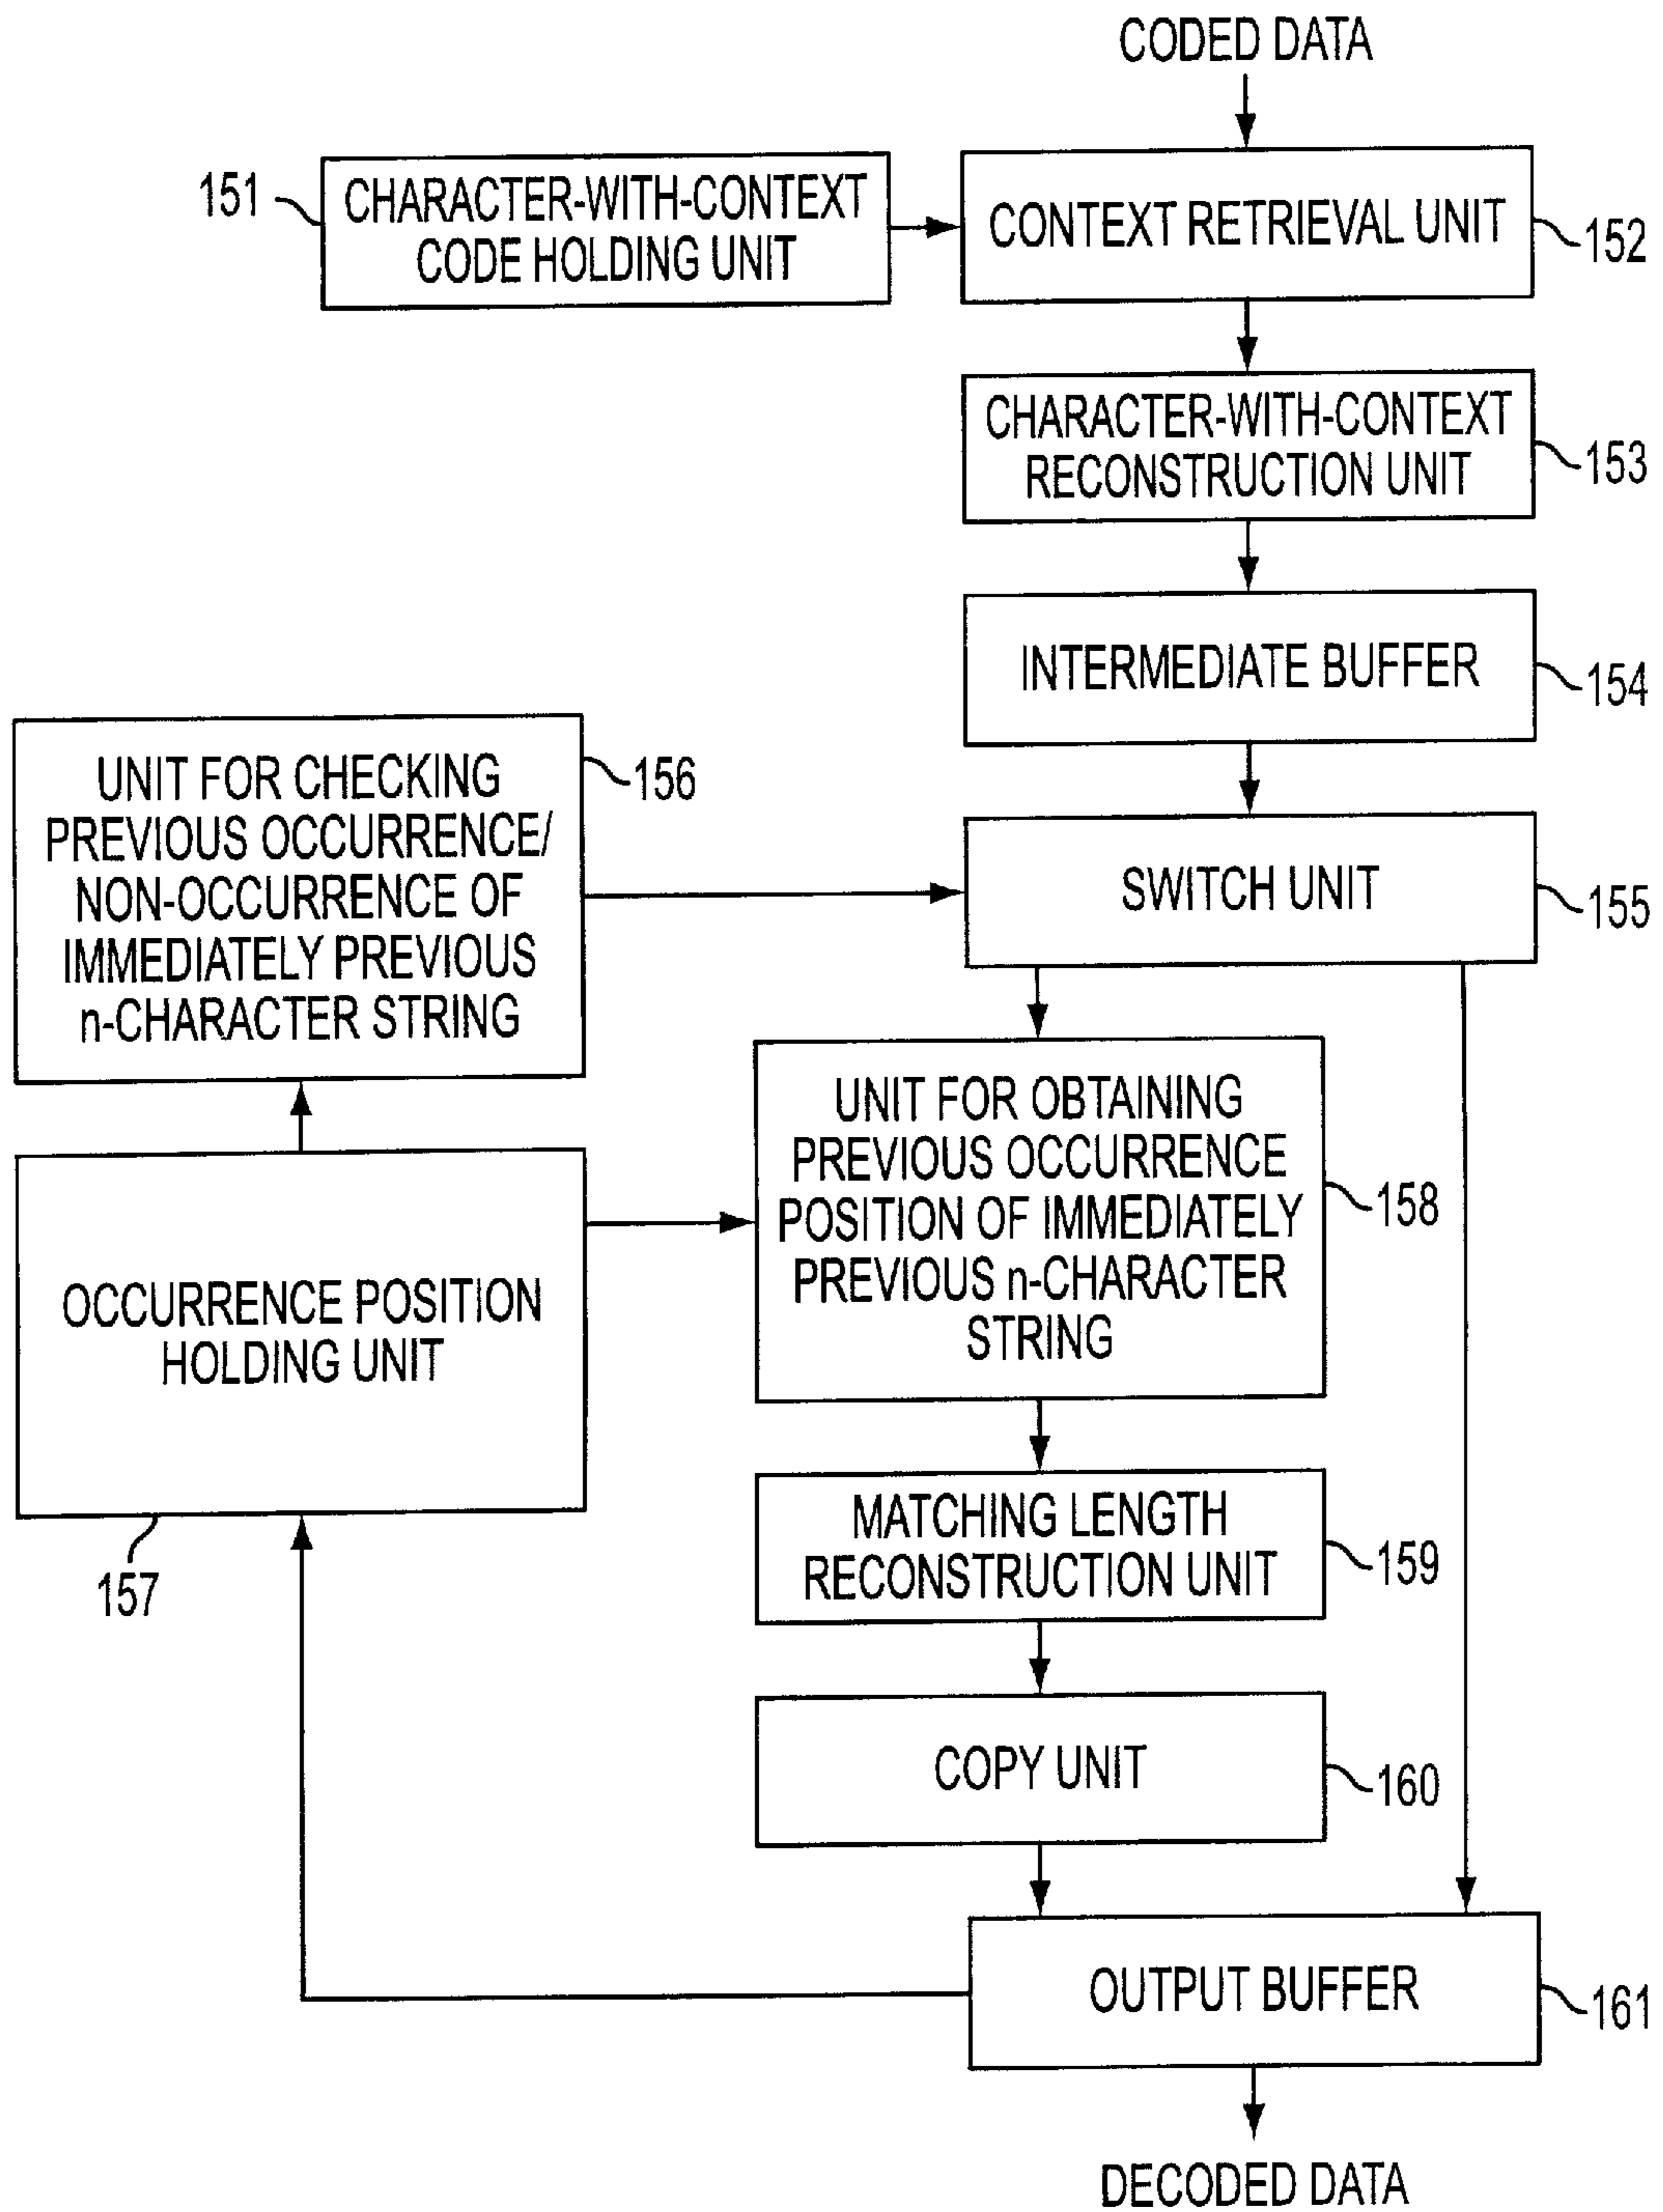 CODED DATA
151
CHARACTER-WITH-CONTEXT
CODE HOLDING UNIT
CONTEXT RETRIEVAL UNIT
152
CHARACTER-WITH-CONTEXT
RECONSTRUCTION UNIT
153
INTERMEDIATE BUFFER
154
UNIT FOR CHECKING
PREVIOUS OCCURRENCE/
NON-OCCURRENCE OF
IMMEDIATELY PREVIOUS
n-CHARACTER STRING
156
SWITCH UNIT
155
UNIT FOR OBTAINING
PREVIOUS OCCURRENCE
POSITION OF IMMEDIATELY
PREVIOUS n-CHARACTER
STRING
158
OCCURRENCE POSITION
HOLDING UNIT
157
MATCHING LENGTH
RECONSTRUCTION UNIT
159
COPY UNIT
160
OUTPUT BUFFER
161
DECODED DATA